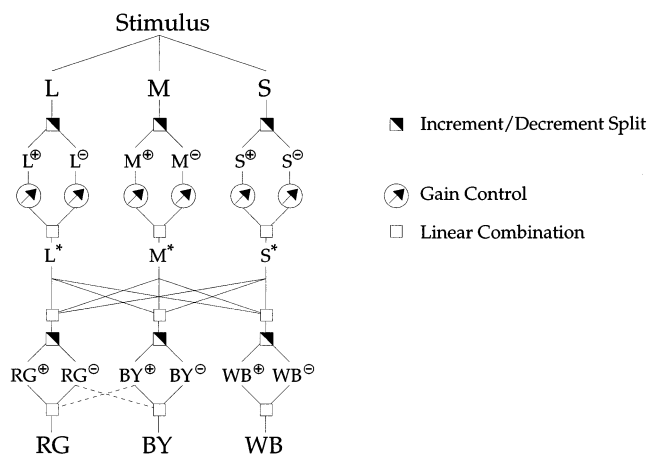 Stimulus
L M S
Increment/Decrement Split
L⊕ L⊖ M⊕ M⊖ S⊕ S⊖
Gain Control
Linear Combination
L* M* S*
RG⊕ RG⊖ BY⊕ BY⊖ WB⊕ WB⊖
RG BY WB